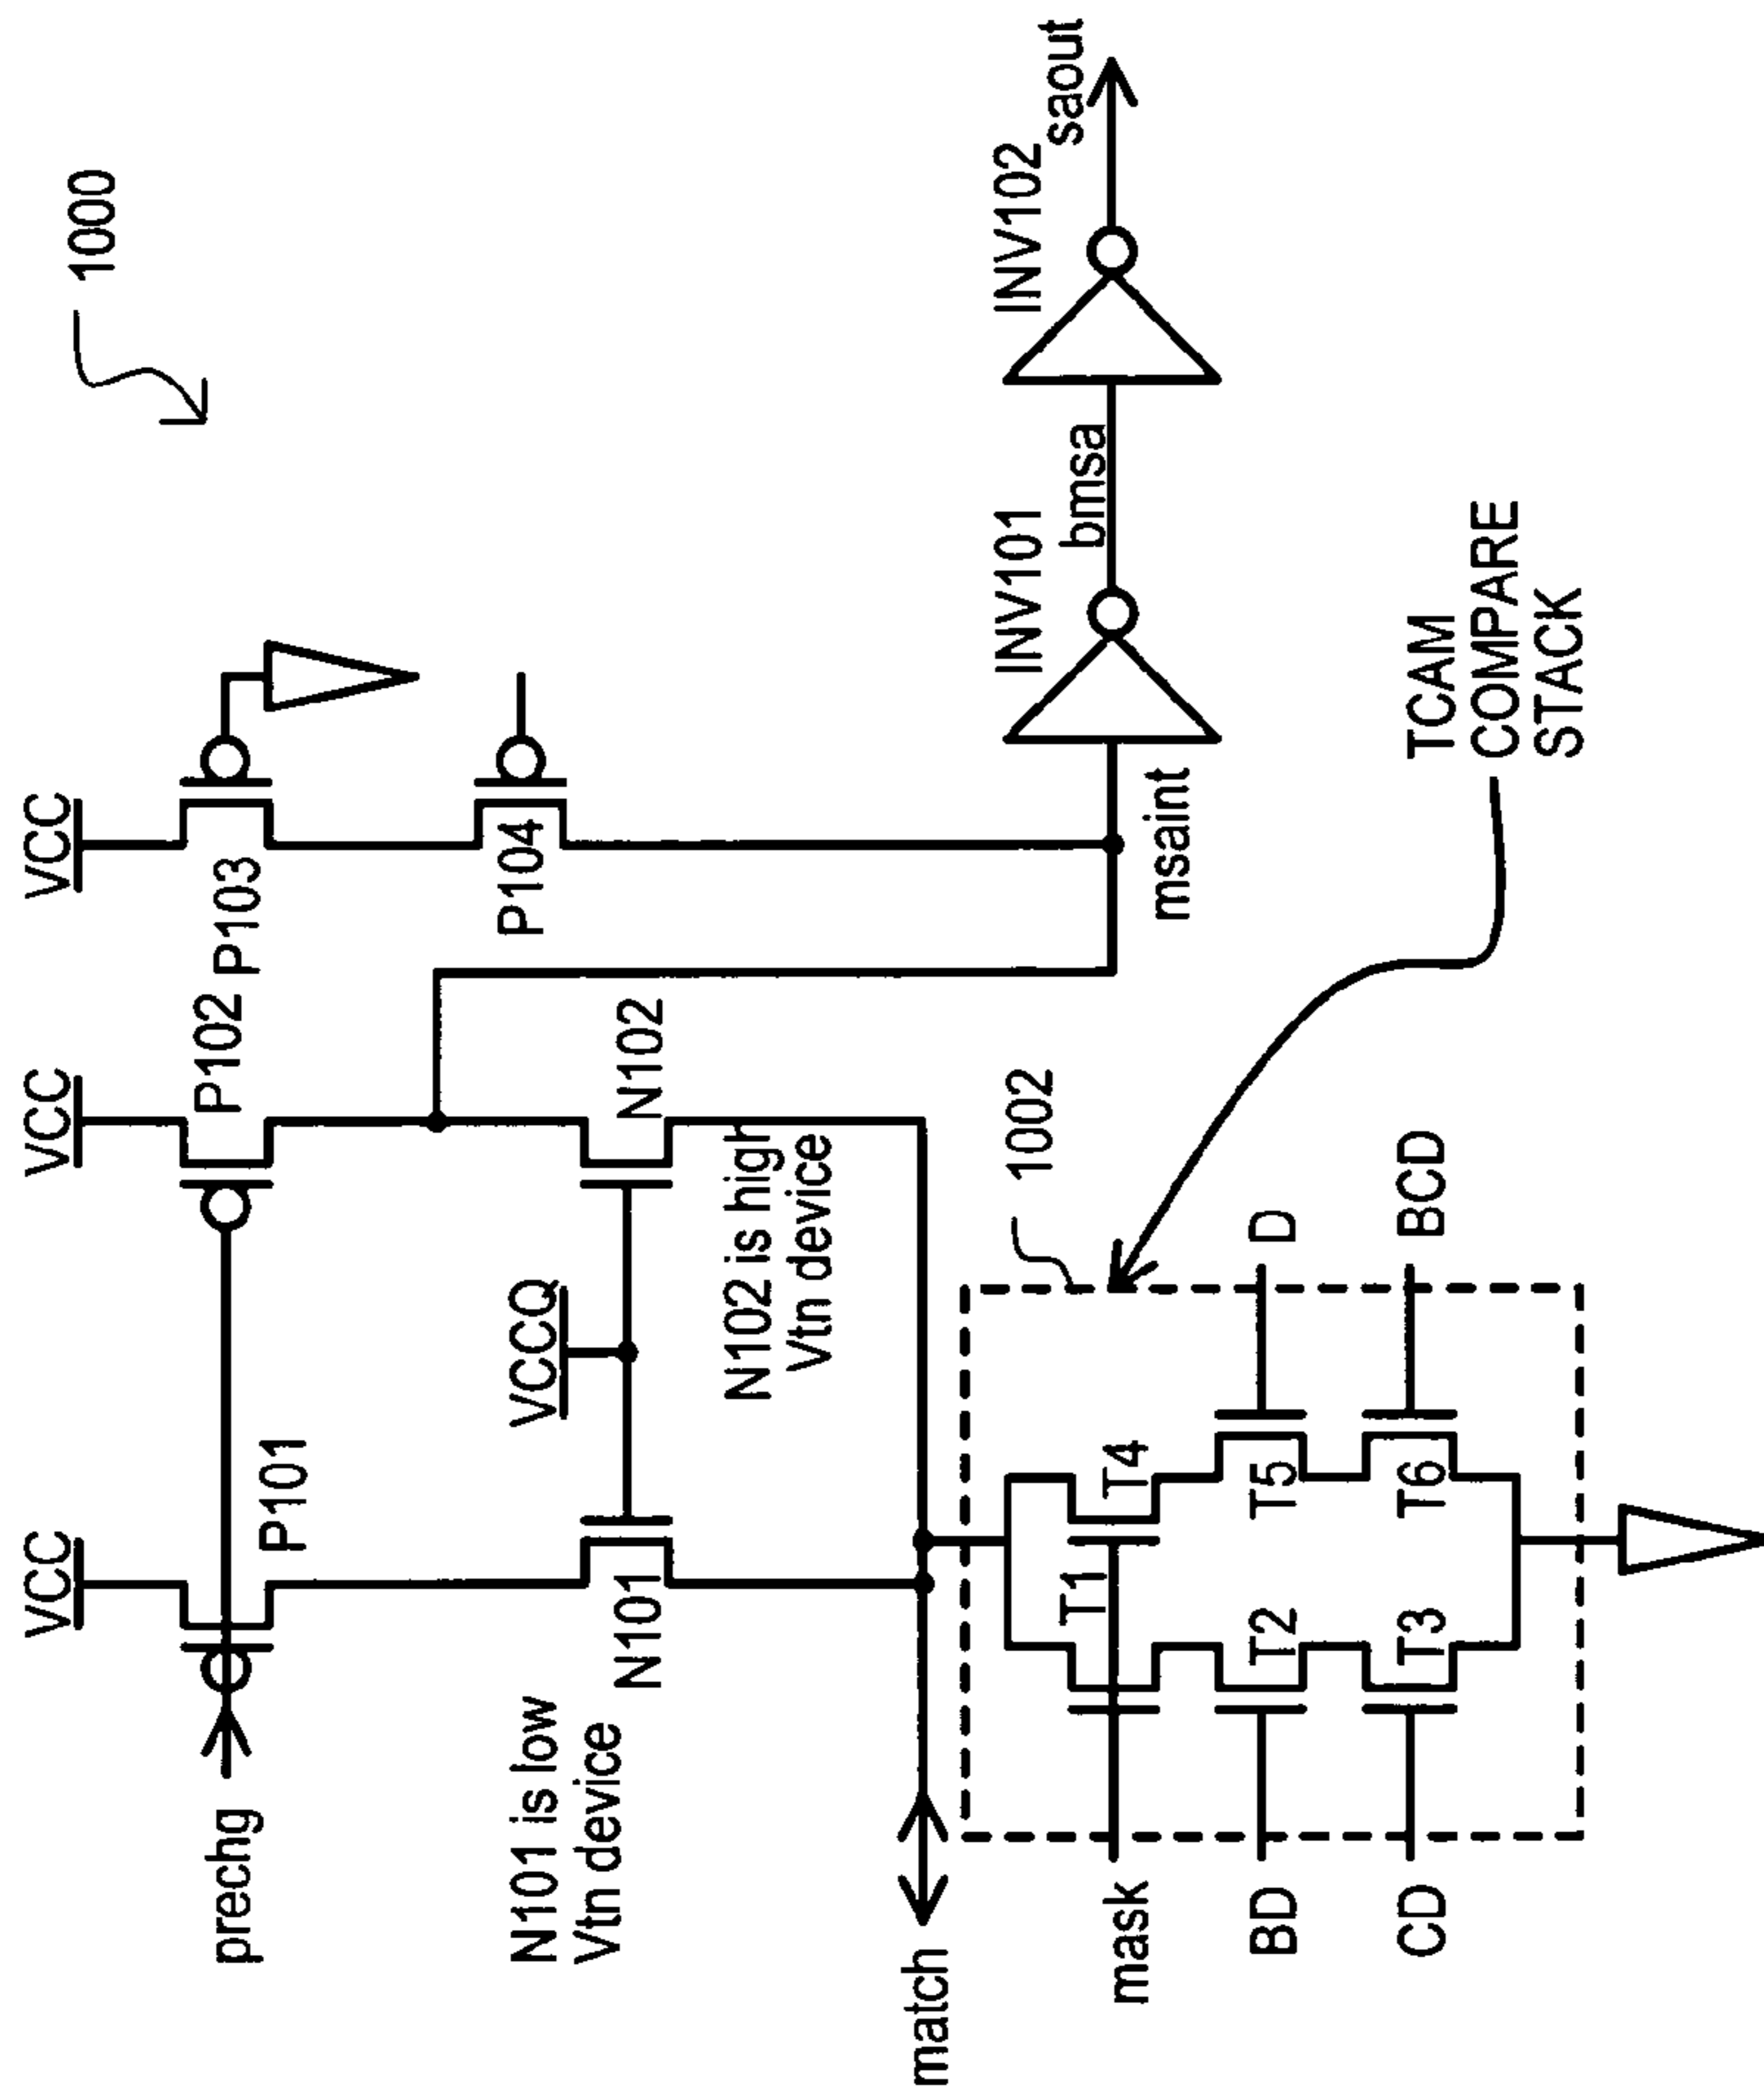 1000
VCC
VCC
VCC
prechg
P101
P102
P103
P104
VCCQ
N101 is low
Vtn device
N101
N102
N102 is high
Vtn device
match
1002
msaint
INV101
bmsa
INV102
saout
mask
T1
T4
BD
T2
T5
D
CD
T3
T6
BCD
TCAM
COMPARE
STACK